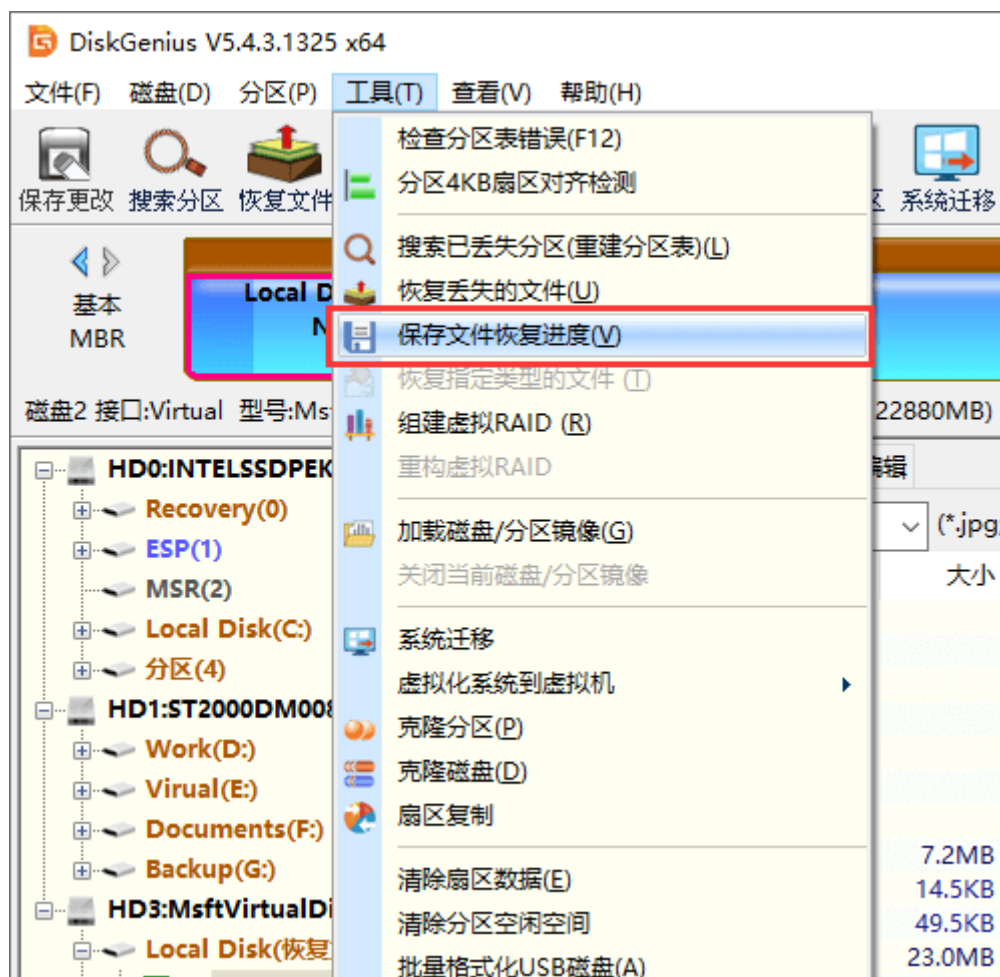 DiskGenius V5.4.3.1325 x64
文件(F) 磁盘(D) 分区(P) 工具(T) 查看(V) 帮助(H)
保存更改 搜索分区 恢复文件 系统迁移
检查分区表错误(F12)
分区4KB扇区对齐检测
搜索已丢失分区(重建分区表)(L)
恢复丢失的文件(U)
保存文件恢复进度(V)
恢复指定类型的文件 (T)
组建虚拟RAID (R)
重构虚拟RAID
加载磁盘/分区镜像(G)
关闭当前磁盘/分区镜像
系统迁移
虚拟化系统到虚拟机
克隆分区(P)
克隆磁盘(D)
扇区复制
清除扇区数据(E)
清除分区空闲空间
批量格式化USB磁盘(A)
基本
MBR
Local D
N
磁盘2 接口:Virtual 型号:Ms
22880MB)
编辑
(*.jpg
大小
HD0:INTELSSDPEK
Recovery(0)
ESP(1)
MSR(2)
Local Disk(C:)
分区(4)
HD1:ST2000DM008
Work(D:)
Virual(E:)
Documents(F:)
Backup(G:)
HD3:MsftVirtualDi
Local Disk(恢复
7.2MB
14.5KB
49.5KB
23.0MB